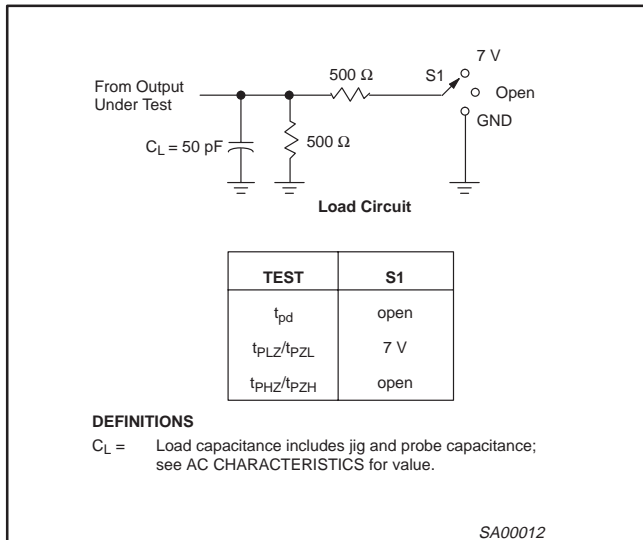 7 V
500 Ω
S1
From Output
Under Test
Open
GND
C_L = 50 pF
500 Ω
Load Circuit
TEST S1
t_pd open
t_PLZ/t_PZL 7 V
t_PHZ/t_PZH open
DEFINITIONS
C_L = Load capacitance includes jig and probe capacitance;
see AC CHARACTERISTICS for value.
SA00012